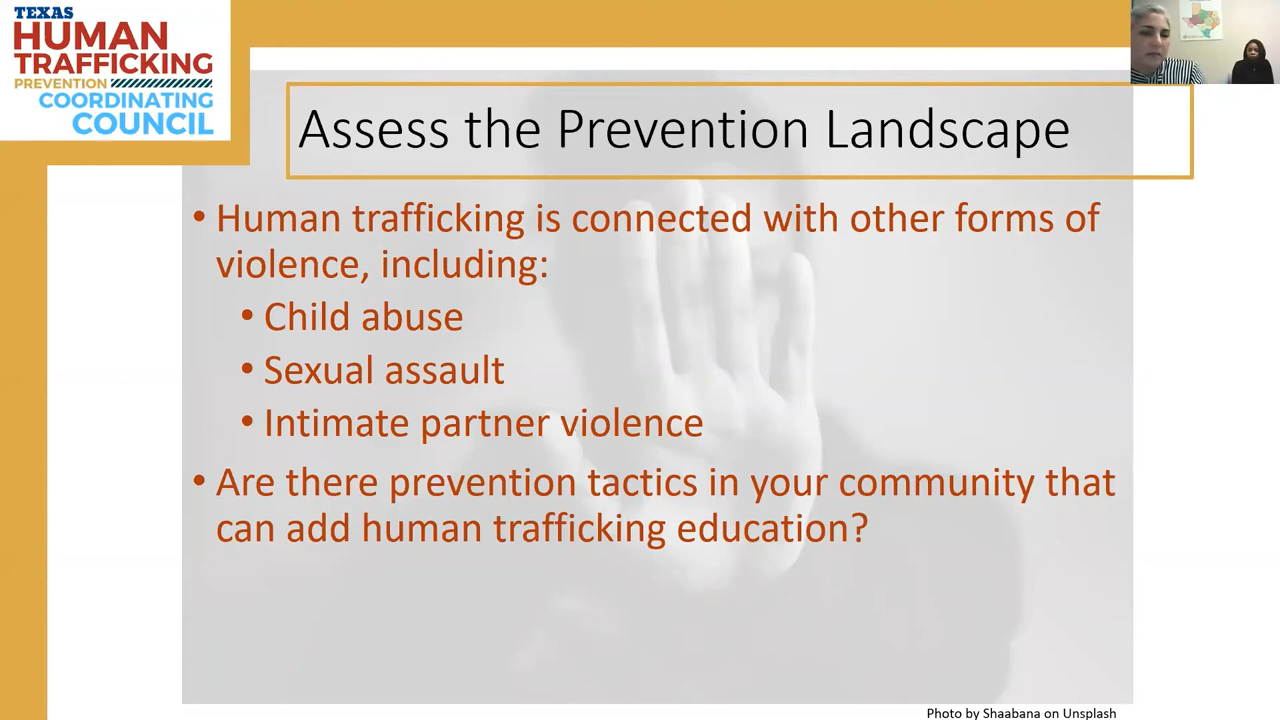 TEXAS
HUMAN
TRAFFICKING
PREVENTION
COORDINATING
COUNCIL
Assess the Prevention Landscape
• Human trafficking is connected with other forms of
violence, including:
• Child abuse
• Sexual assault
• Intimate partner violence
• Are there prevention tactics in your community that
can add human trafficking education?
Photo by Shaabana on Unsplash